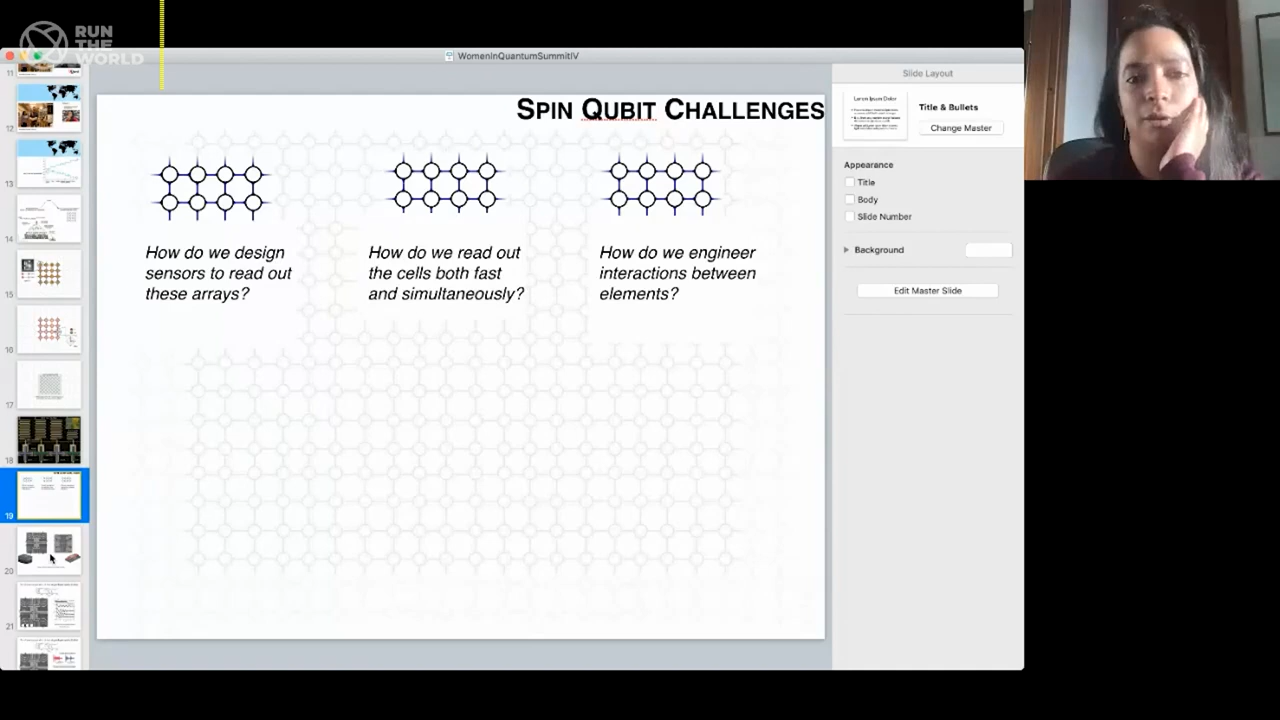 RUN
THE
WORLD
WomenInQuantumSummitIV
Slide Layout
Title & Bullets
Change Master
Appearance
Title
Body
Slide Number
Background
Edit Master Slide
SPIN QUBIT CHALLENGES
How do we design
sensors to read out
these arrays?
How do we read out
the cells both fast
and simultaneously?
How do we engineer
interactions between
elements?
11
12
13
14
15
16
17
18
19
20
21